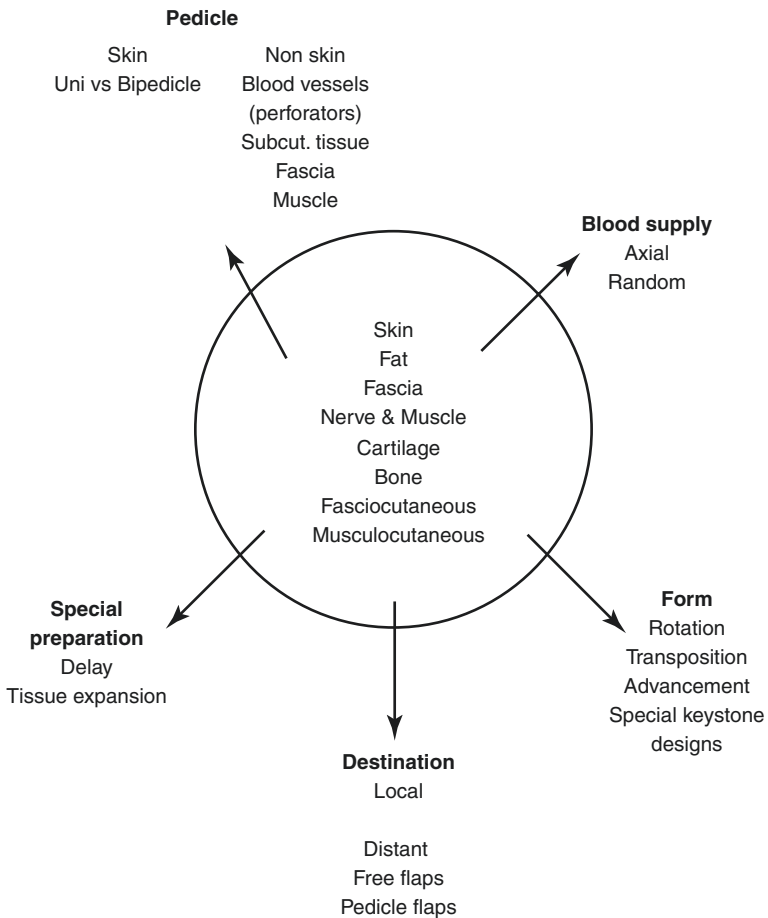 Pedicle
Skin
Uni vs Bipedicle
Non skin
Blood vessels
(perforators)
Subcut. tissue
Fascia
Muscle
Blood supply
Axial
Random
Skin
Fat
Fascia
Nerve & Muscle
Cartilage
Bone
Fasciocutaneous
Musculocutaneous
Special
preparation
Delay
Tissue expansion
Form
Rotation
Transposition
Advancement
Special keystone
designs
Destination
Local
Distant
Free flaps
Pedicle flaps